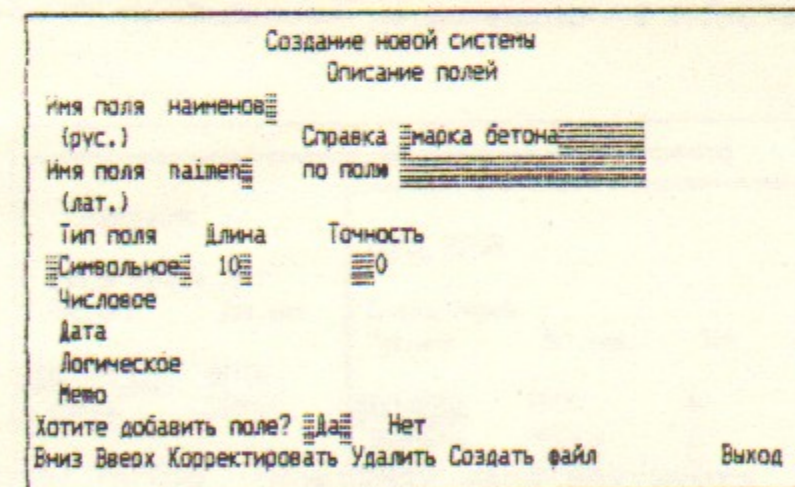 Создание новой системы
Описание полей
Имя поля наименов
(рус.) Справка марка бетона
Имя поля naimen по полю
(лат.)
Тип поля Длина Точность
Символьное 10 0
Числовое
Дата
Логическое
Мемо
Хотите добавить поле? Да Нет
Вниз Вверх Корректировать Удалить Создать файл Выход